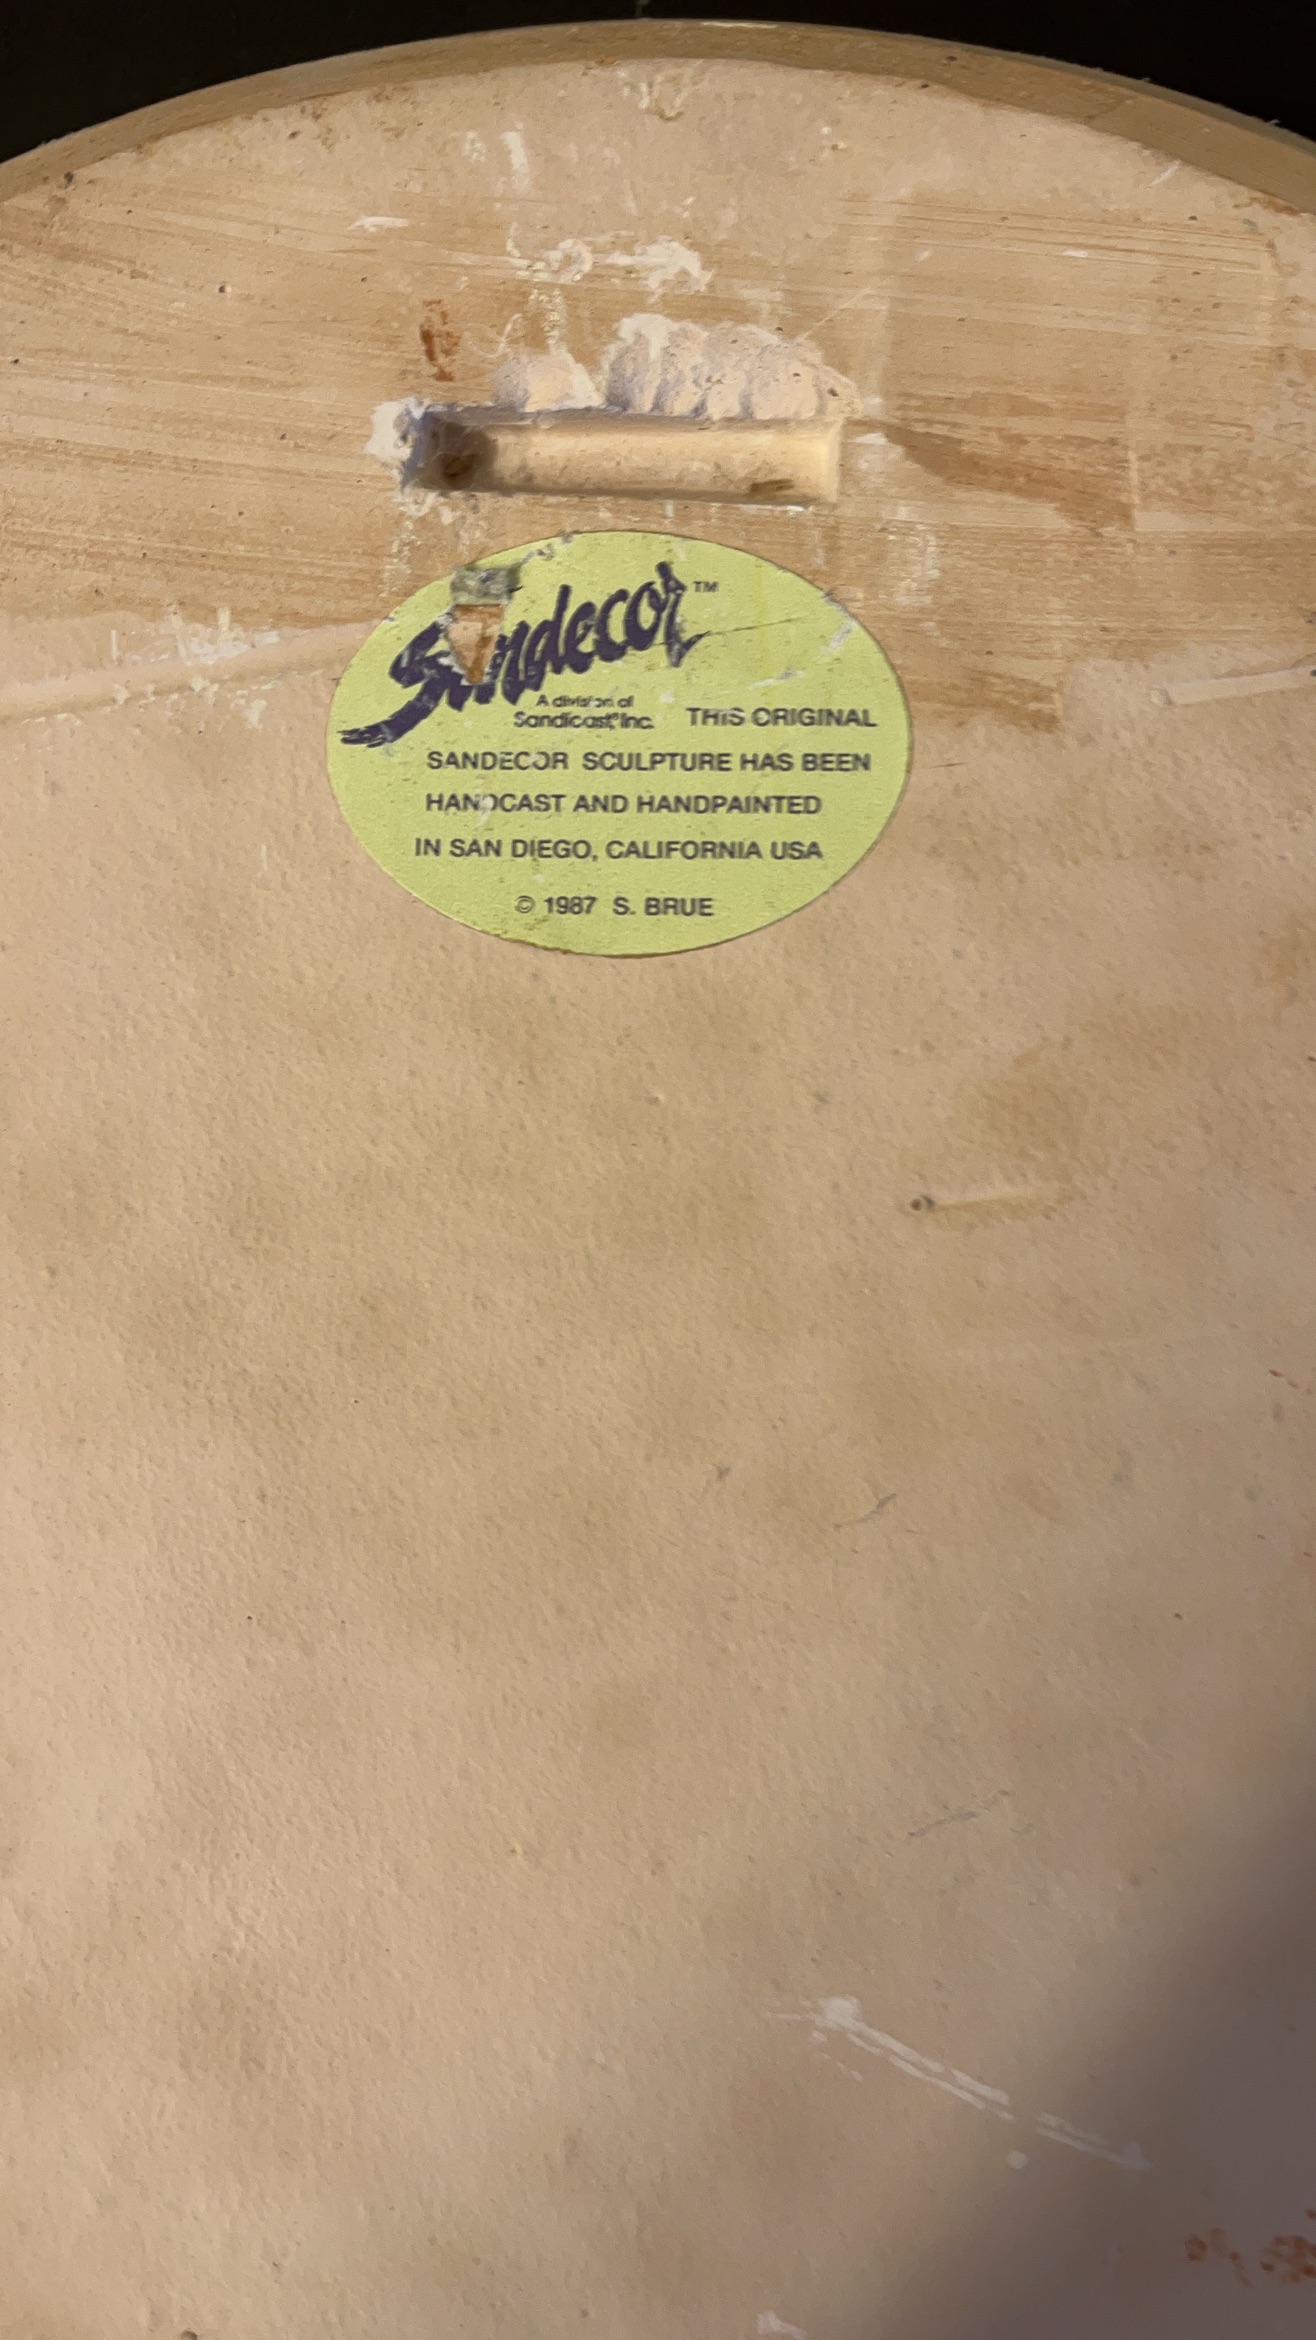 Sandecor™
A division of
Sandicast,® Inc. THIS ORIGINAL
SANDECOR SCULPTURE HAS BEEN
HANDCAST AND HANDPAINTED
IN SAN DIEGO, CALIFORNIA USA
© 1987 S. BRUE